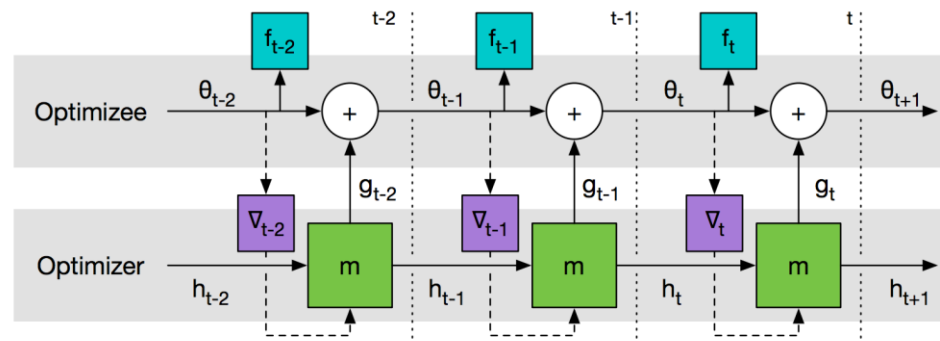 t-2 t-1 t
f_{t-2} f_{t-1} f_t
θ_{t-2} θ_{t-1} θ_t θ_{t+1}
Optimizee + + +
g_{t-2} g_{t-1} g_t
∇_{t-2} ∇_{t-1} ∇_t
Optimizer m m m
h_{t-2} h_{t-1} h_t h_{t+1}